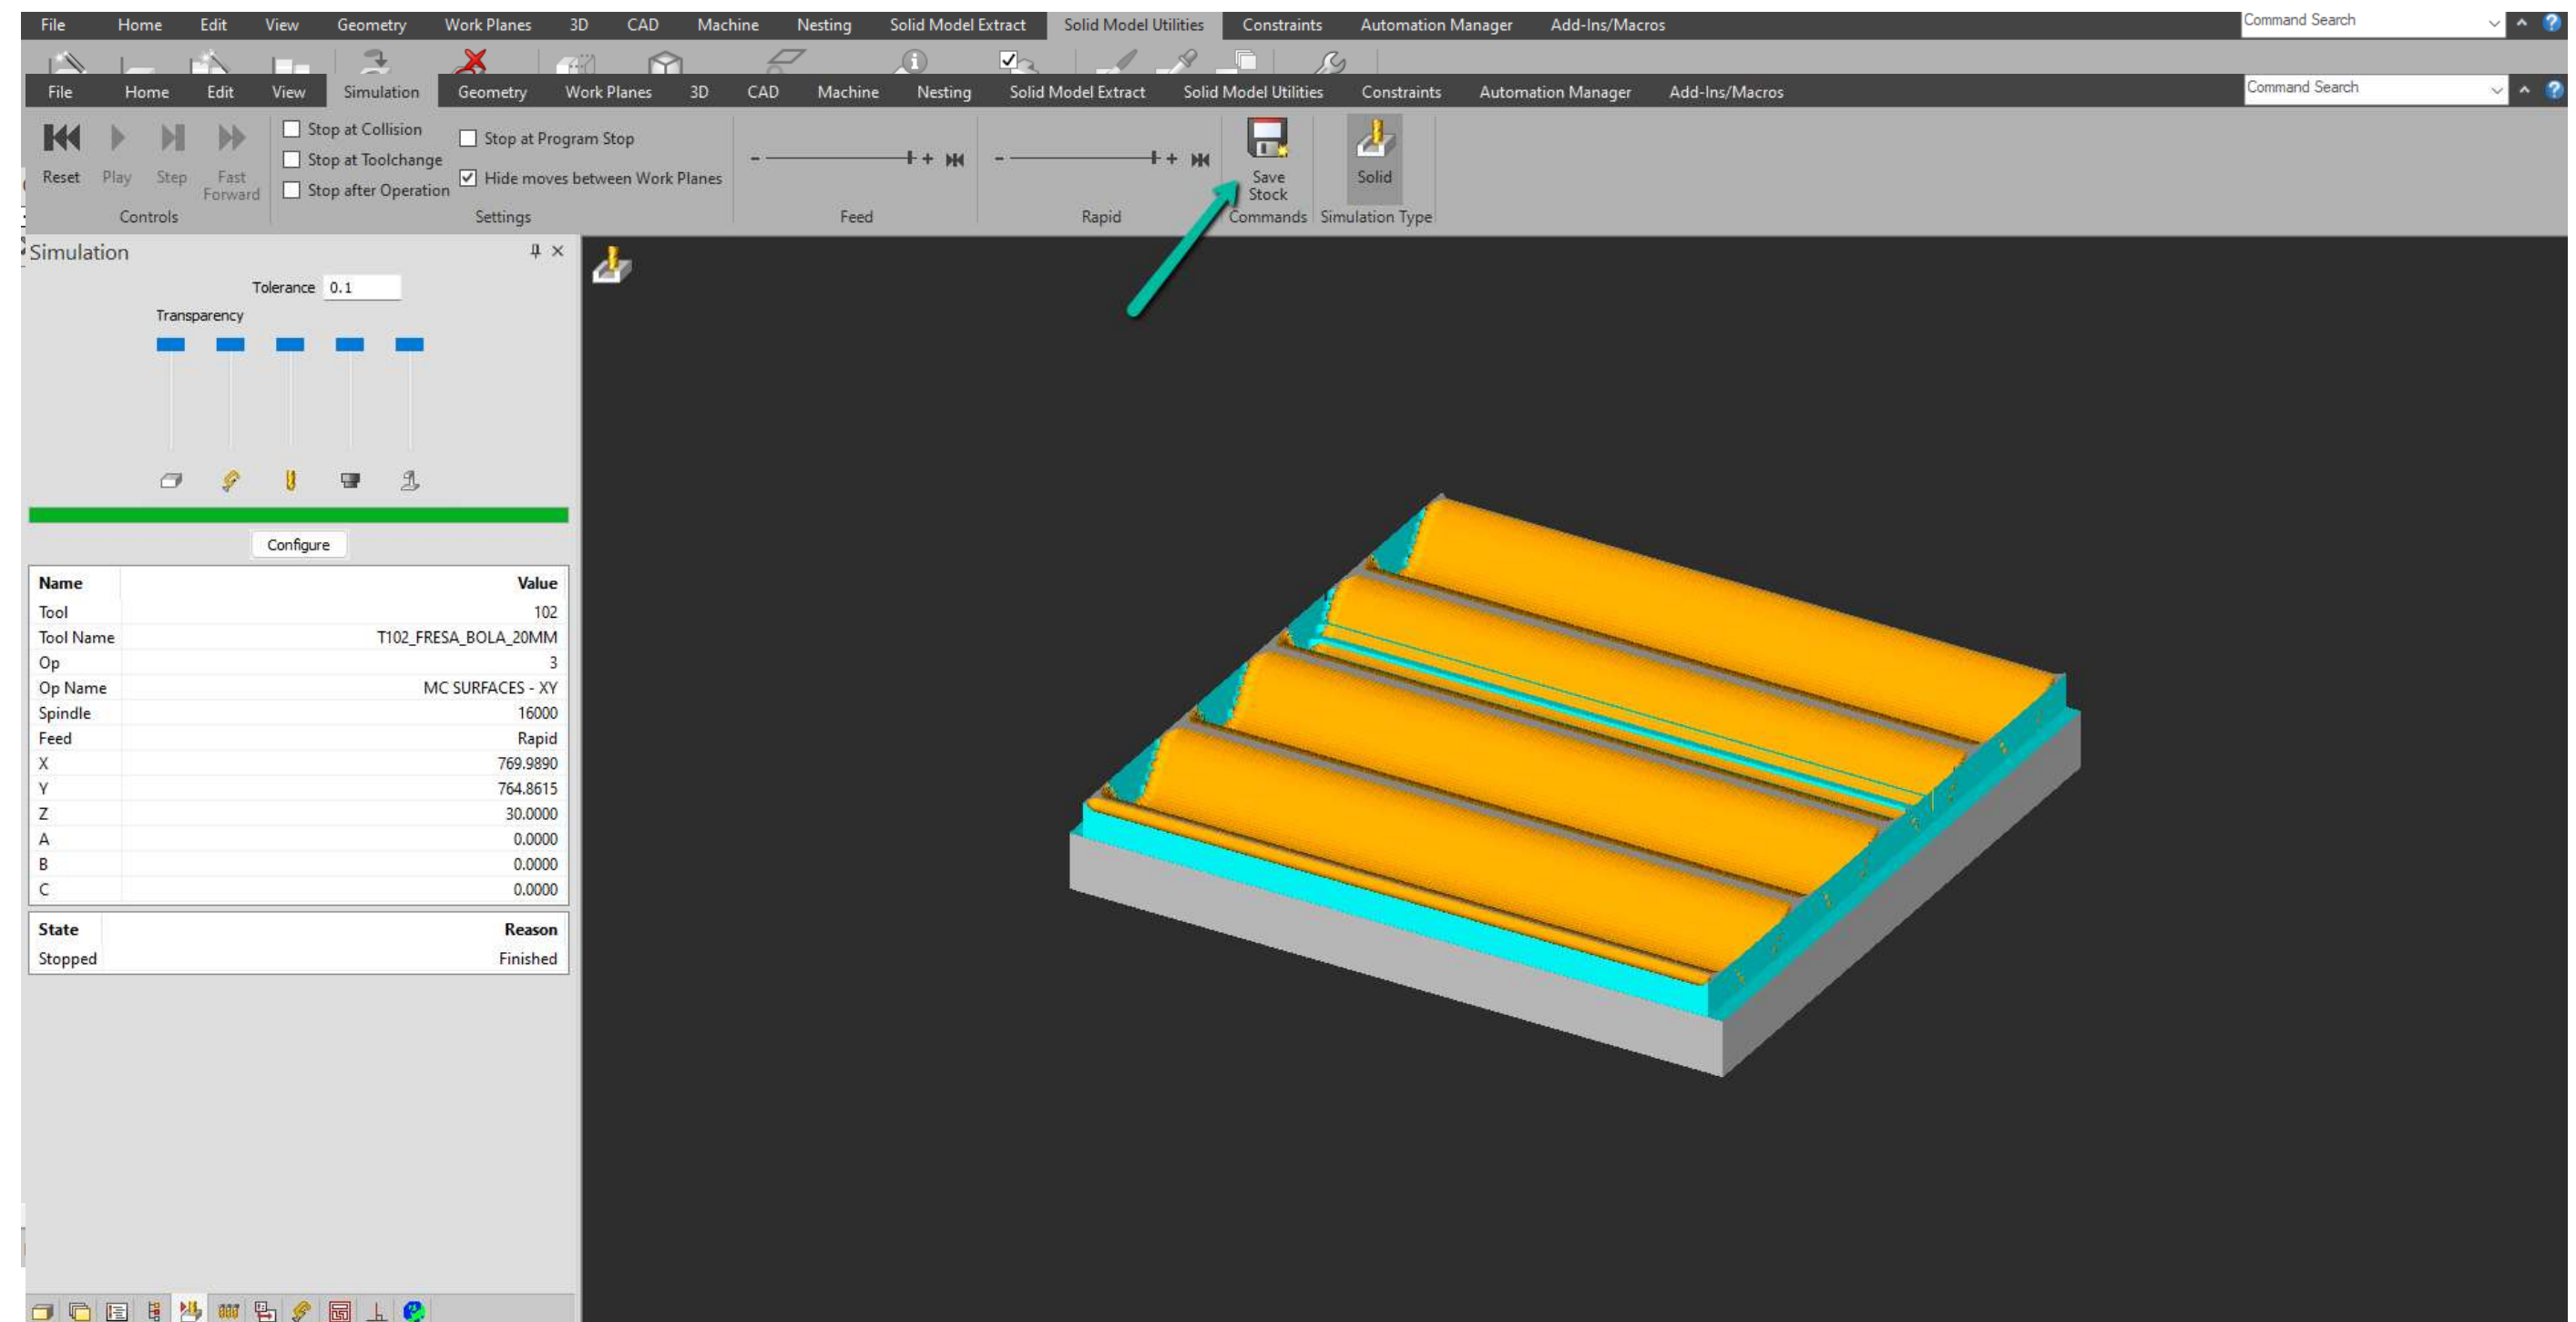 File Home Edit View Geometry Work Planes 3D CAD Machine Nesting Solid Model Extract Solid Model Utilities Constraints Automation Manager Add-Ins/Macros Command Search
File Home Edit View Simulation Geometry Work Planes 3D CAD Machine Nesting Solid Model Extract Solid Model Utilities Constraints Automation Manager Add-Ins/Macros Command Search
Stop at Collision
Stop at Program Stop
Stop at Toolchange
- + - +
Reset Play Step Fast Forward
Hide moves between Work Planes
Save Stock
Solid
Stop after Operation
Controls Settings Feed Rapid Commands Simulation Type
Simulation
Tolerance 0.1
Transparency
Configure
Name Value
Tool 102
Tool Name T102_FRESA_BOLA_20MM
Op 3
Op Name MC SURFACES - XY
Spindle 16000
Feed Rapid
X 769.9890
Y 764.8615
Z 30.0000
A 0.0000
B 0.0000
C 0.0000
State Reason
Stopped Finished